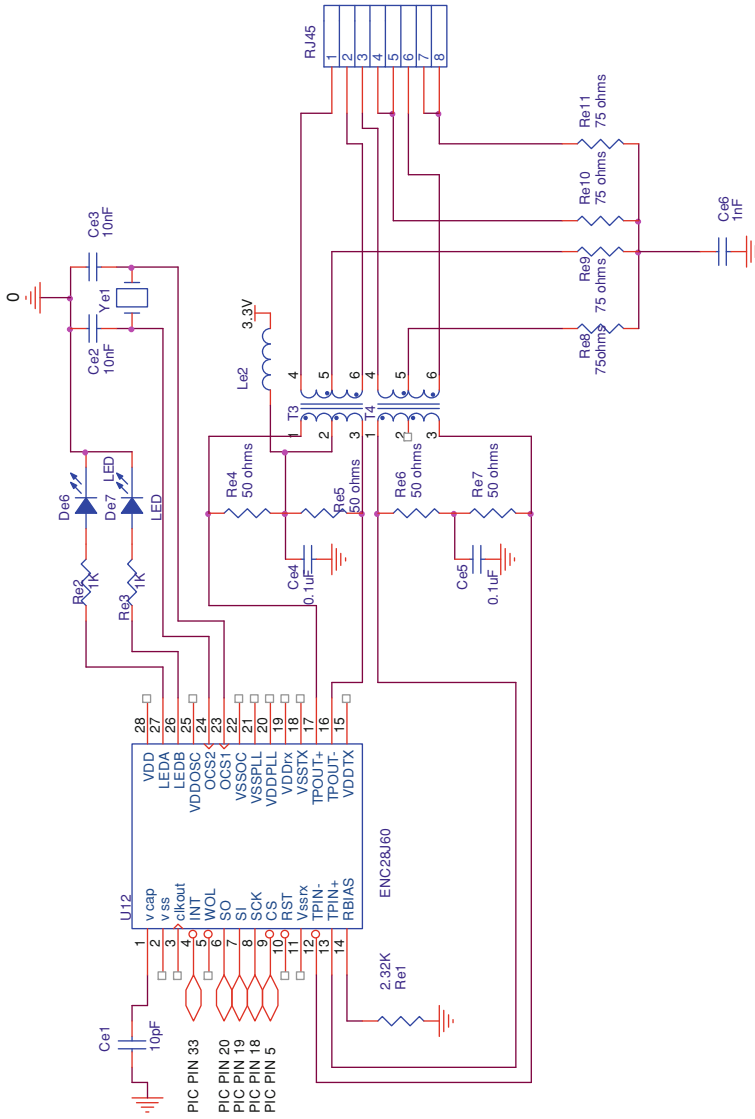 RJ45
1
2
3
4
5
6
7
8
Re11
75 ohms
Re10
75 ohms
Re9
75 ohms
Re8
75ohms
Ce6
1nF
0
Ce3
10nF
Ye1
Ce2
10nF
3.3V
Le2
T3
1
2
3
4
5
6
T4
1
2
3
4
5
6
De6
LED
De7
LED
Re2
1K
Re3
1K
Re4
50 ohms
Re5
50 ohms
Re6
50 ohms
Re7
50 ohms
Ce4
0.1uF
Ce5
0.1uF
U12
ENC28J60
28 VDD
27 LEDA
26 LEDB
25 VDDOSC
24 OCS2
23 OCS1
22 VSSOC
21 VSSPLL
20 VDDPLL
19 VDDrx
18 VSSTX
17 TPOUT+
16 TPOUT-
15 VDDTX
1 vcap
2 vss
3 clkout
4 INT
5 WOL
6 SO
7 SI
8 SCK
9 CS
10 RST
11 Vssrx
12 TPIN-
13 TPIN+
14 RBIAS
Ce1
10pF
PIC PIN 33
PIC PIN 20
PIC PIN 19
PIC PIN 18
PIC PIN 5
2.32K
Re1